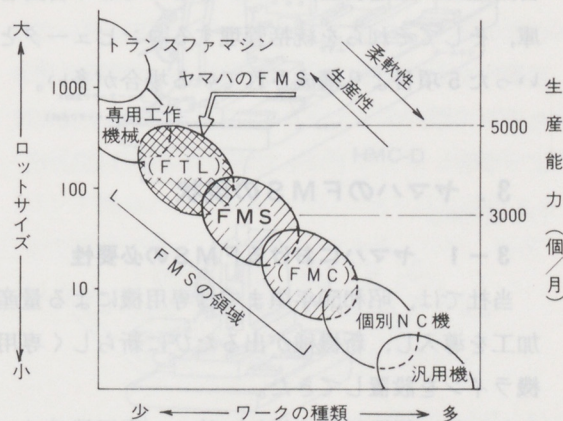 大
ロットサイズ
小
1000
100
10
トランスファマシン
ヤマハのFMS
専用工作
機械
(FTL)
FMS
(FMC)
個別NC機
汎用機
FMSの領域
柔軟性
生産性
5000
3000
生産能力(個/月)
少 ワークの種類 多